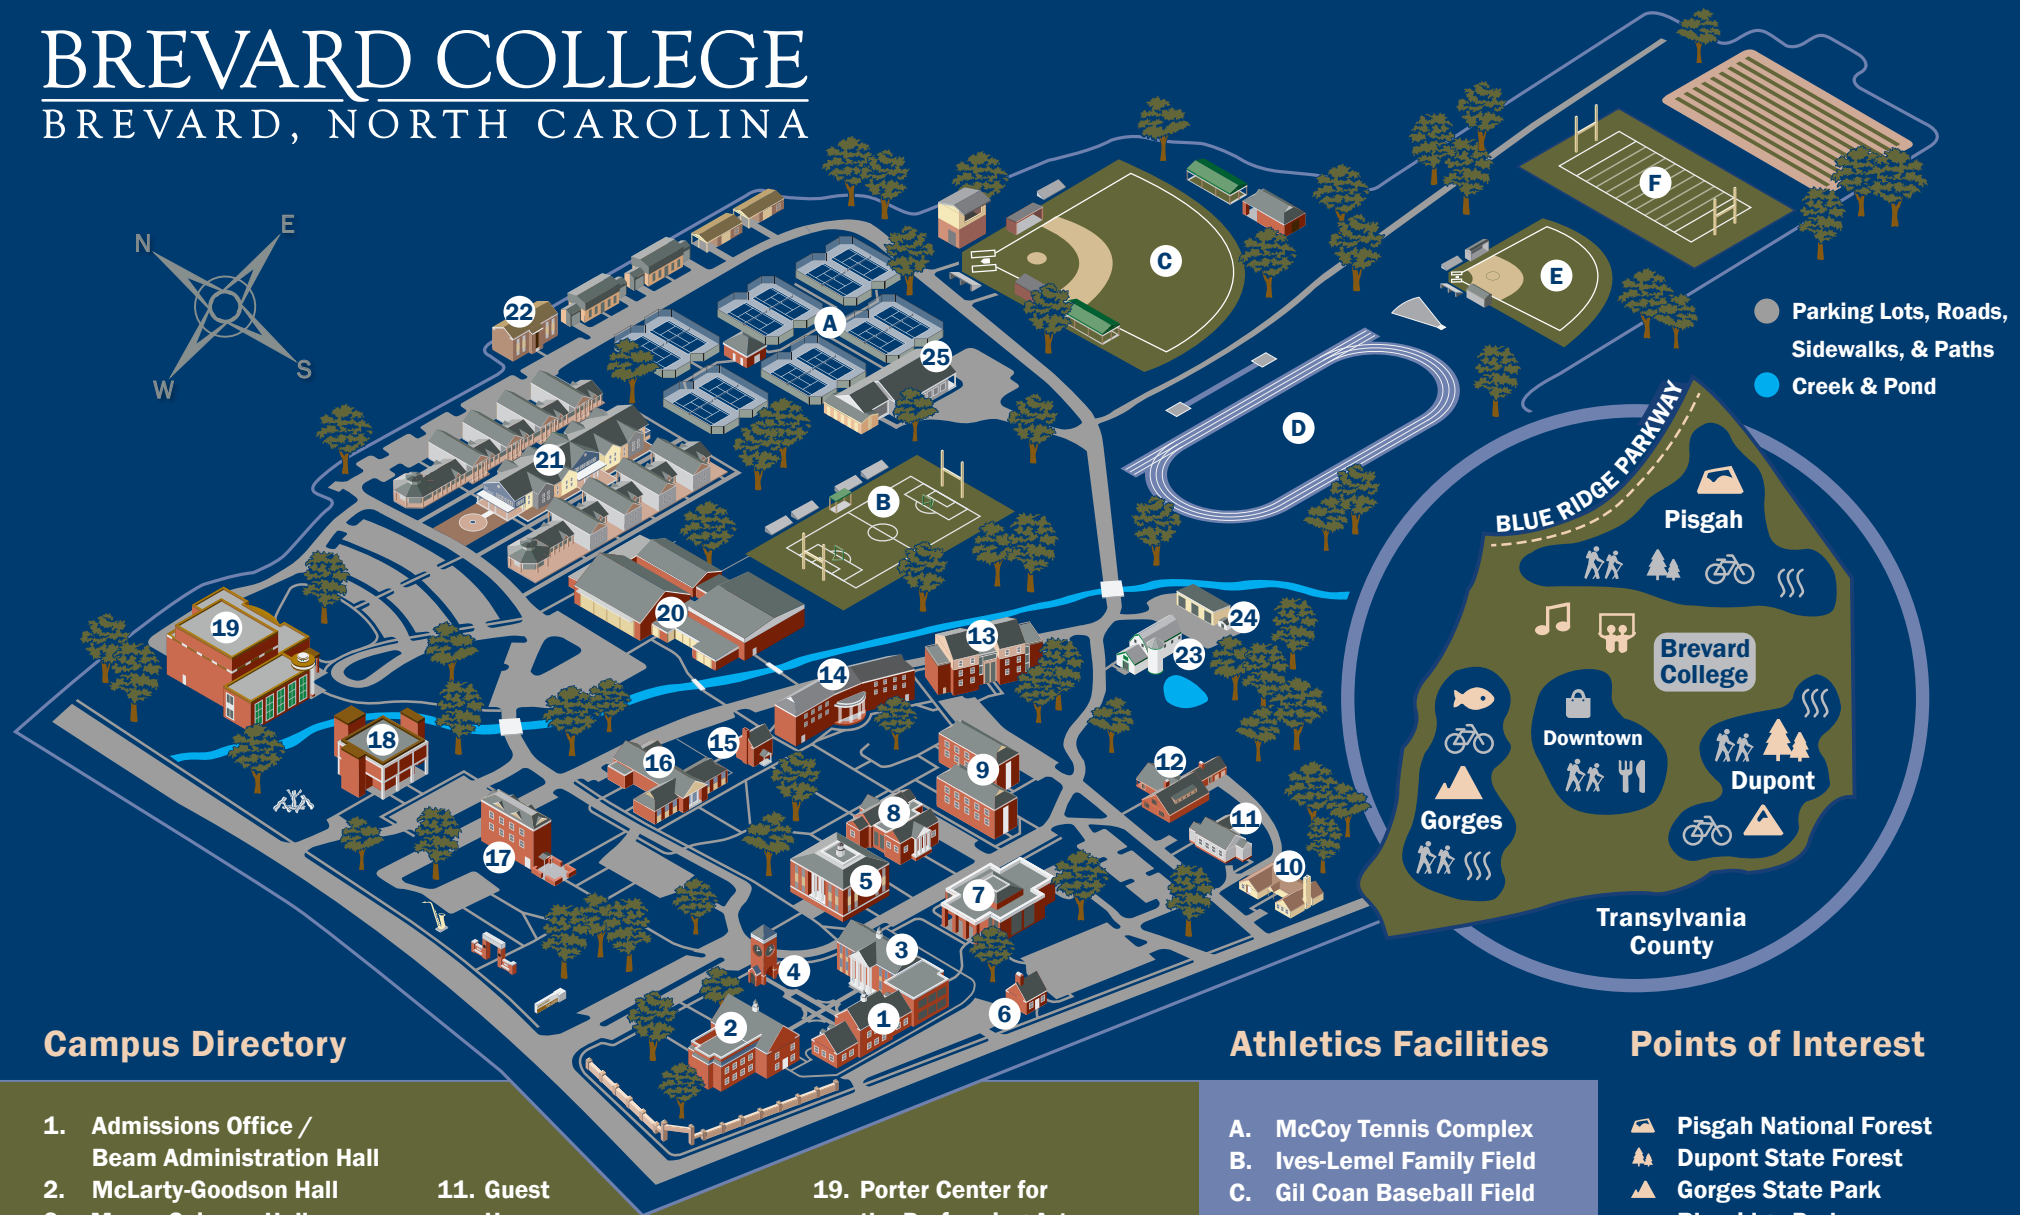 BREVARD COLLEGE
BREVARD, NORTH CAROLINA
N
E
W
S
22
A
25
C
F
E
D
21
B
20
19
13
14
24
23
18
15
16
9
12
8
11
17
5
7
10
3
4
2
1
6
Parking Lots, Roads,
Sidewalks, & Paths
Creek & Pond
BLUE RIDGE PARKWAY
Pisgah
Brevard
College
Downtown
Dupont
Gorges
Transylvania
County
Campus Directory
1. Admissions Office /
Beam Administration Hall
2. McLarty-Goodson Hall
11. Guest
19. Porter Center for
Athletics Facilities
A. McCoy Tennis Complex
B. Ives-Lemel Family Field
C. Gil Coan Baseball Field
Points of Interest
Pisgah National Forest
Dupont State Forest
Gorges State Park